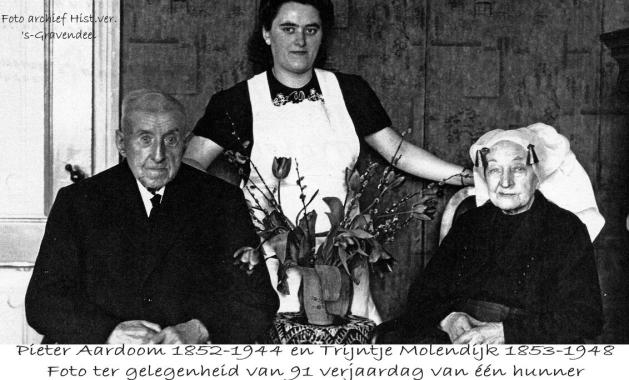 Foto archief Hist.ver.
's-Gravendeel
Pieter Aardoom 1852-1944 en Trijntje Molendijk 1853-1948
Foto ter gelegenheid van 91 verjaardag van één hunner